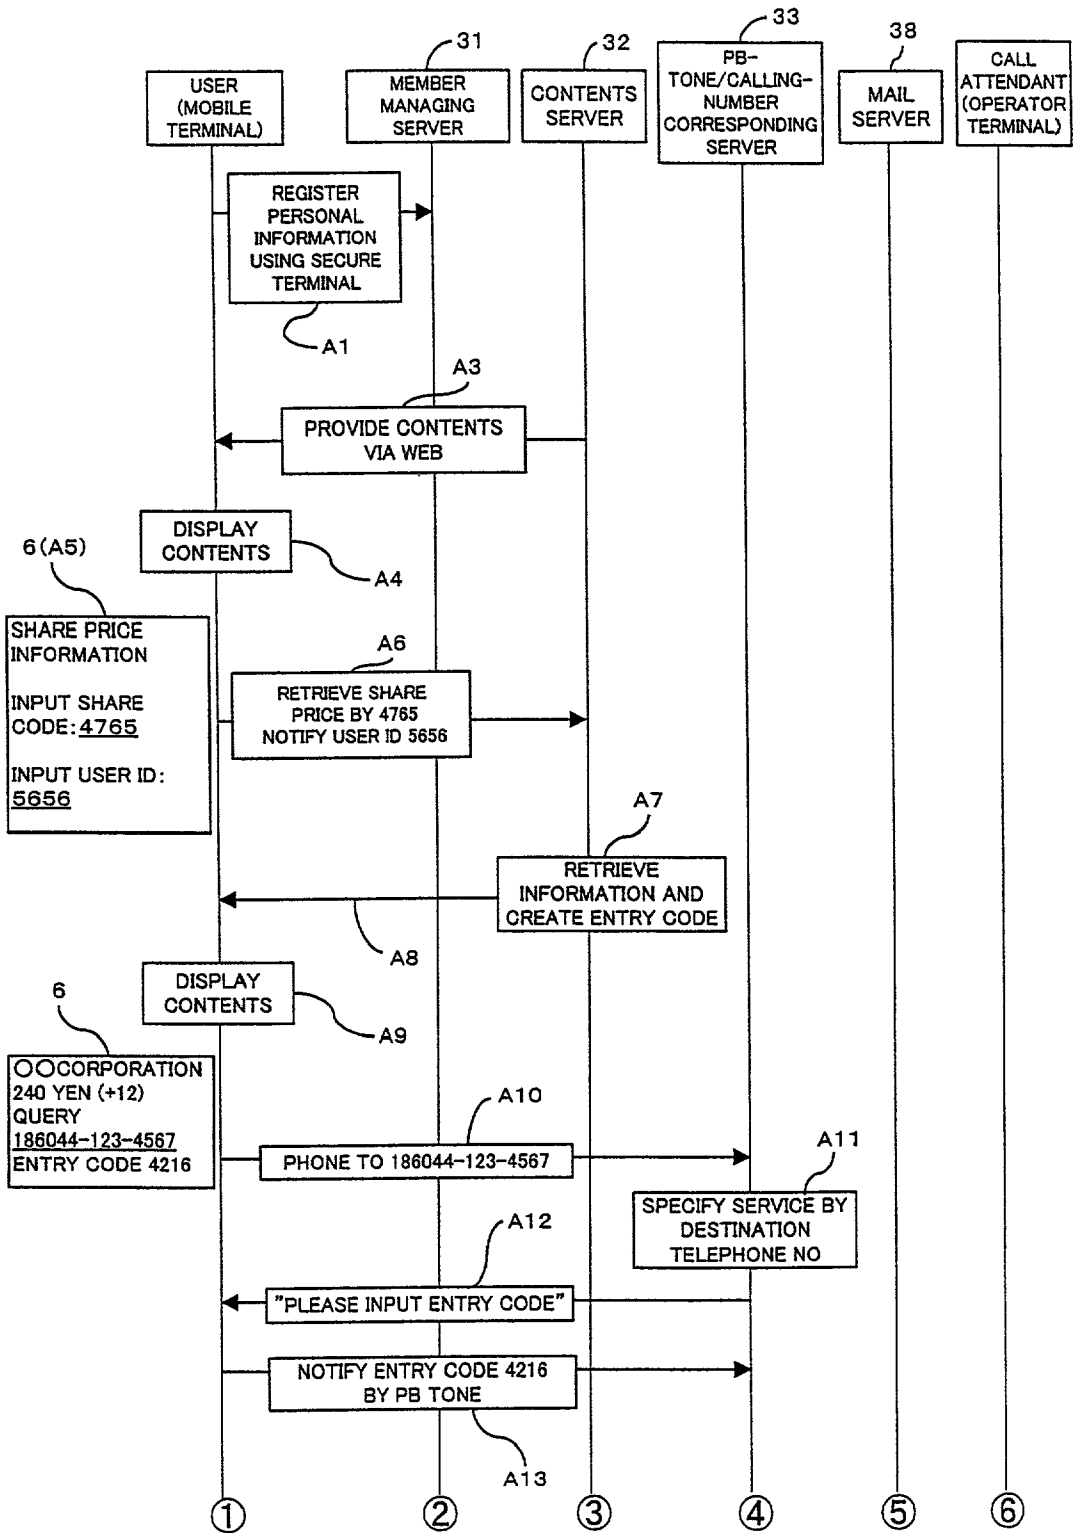 31
32
33
38
USER
(MOBILE
TERMINAL)
MEMBER
MANAGING
SERVER
CONTENTS
SERVER
PB-
TONE/CALLING-
NUMBER
CORRESPONDING
SERVER
MAIL
SERVER
CALL
ATTENDANT
(OPERATOR
TERMINAL)
REGISTER
PERSONAL
INFORMATION
USING SECURE
TERMINAL
A1
A3
PROVIDE CONTENTS
VIA WEB
DISPLAY
CONTENTS
A4
6(A5)
SHARE PRICE
INFORMATION
INPUT SHARE
CODE: 4765
INPUT USER ID:
5656
A6
RETRIEVE SHARE
PRICE BY 4765
NOTIFY USER ID 5656
A7
RETRIEVE
INFORMATION AND
CREATE ENTRY CODE
A8
DISPLAY
CONTENTS
A9
6
○○CORPORATION
240 YEN (+12)
QUERY
186044-123-4567
ENTRY CODE 4216
A10
PHONE TO 186044-123-4567
A11
SPECIFY SERVICE BY
DESTINATION
TELEPHONE NO
A12
"PLEASE INPUT ENTRY CODE"
NOTIFY ENTRY CODE 4216
BY PB TONE
A13
① ② ③ ④ ⑤ ⑥